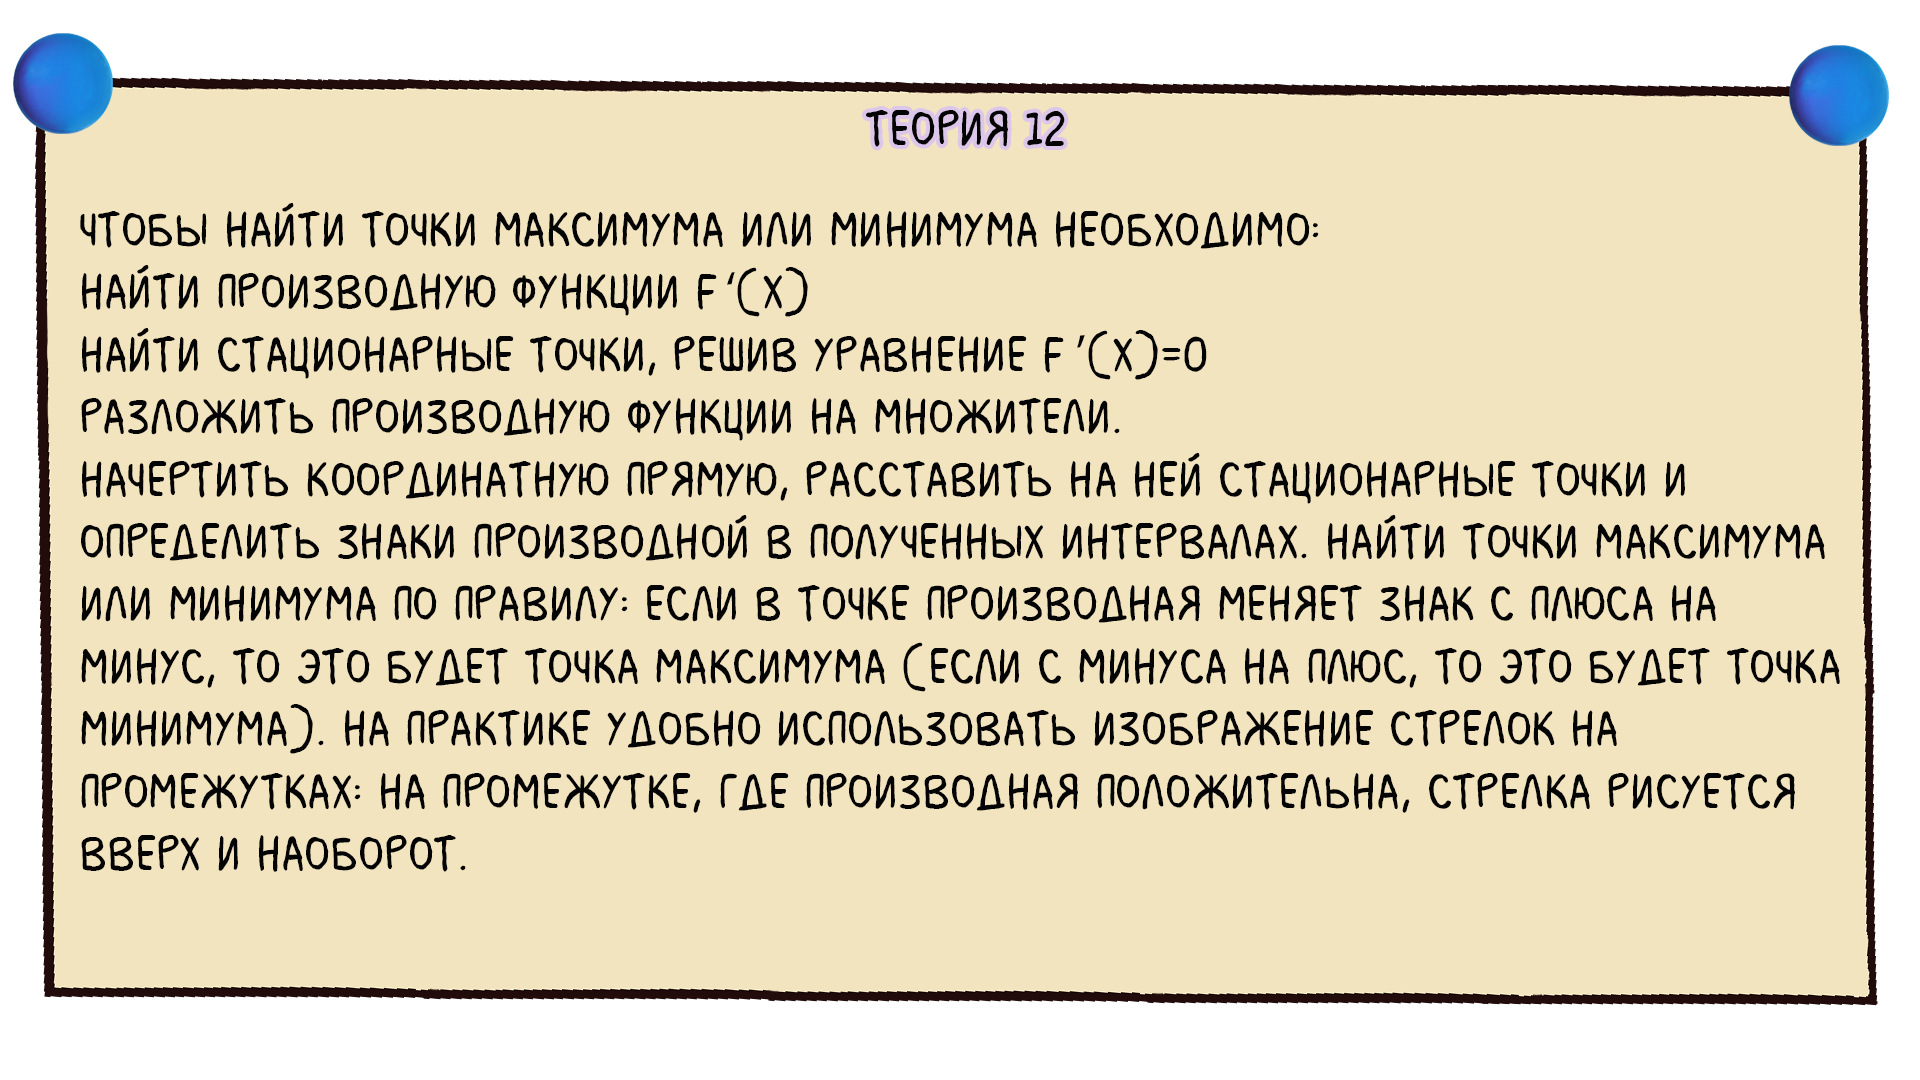 ТЕОРИЯ 12
ЧТОБЫ НАЙТИ ТОЧКИ МАКСИМУМА ИЛИ МИНИМУМА НЕОБХОДИМО:
НАЙТИ ПРОИЗВОДНУЮ ФУНКЦИИ F ‘(X)
НАЙТИ СТАЦИОНАРНЫЕ ТОЧКИ, РЕШИВ УРАВНЕНИЕ F ’(X)=0
РАЗЛОЖИТЬ ПРОИЗВОДНУЮ ФУНКЦИИ НА МНОЖИТЕЛИ.
НАЧЕРТИТЬ КООРДИНАТНУЮ ПРЯМУЮ, РАССТАВИТЬ НА НЕЙ СТАЦИОНАРНЫЕ ТОЧКИ И
ОПРЕДЕЛИТЬ ЗНАКИ ПРОИЗВОДНОЙ В ПОЛУЧЕННЫХ ИНТЕРВАЛАХ. НАЙТИ ТОЧКИ МАКСИМУМА
ИЛИ МИНИМУМА ПО ПРАВИЛУ: ЕСЛИ В ТОЧКЕ ПРОИЗВОДНАЯ МЕНЯЕТ ЗНАК С ПЛЮСА НА
МИНУС, ТО ЭТО БУДЕТ ТОЧКА МАКСИМУМА (ЕСЛИ С МИНУСА НА ПЛЮС, ТО ЭТО БУДЕТ ТОЧКА
МИНИМУМА). НА ПРАКТИКЕ УДОБНО ИСПОЛЬЗОВАТЬ ИЗОБРАЖЕНИЕ СТРЕЛОК НА
ПРОМЕЖУТКАХ: НА ПРОМЕЖУТКЕ, ГДЕ ПРОИЗВОДНАЯ ПОЛОЖИТЕЛЬНА, СТРЕЛКА РИСУЕТСЯ
ВВЕРХ И НАОБОРОТ.